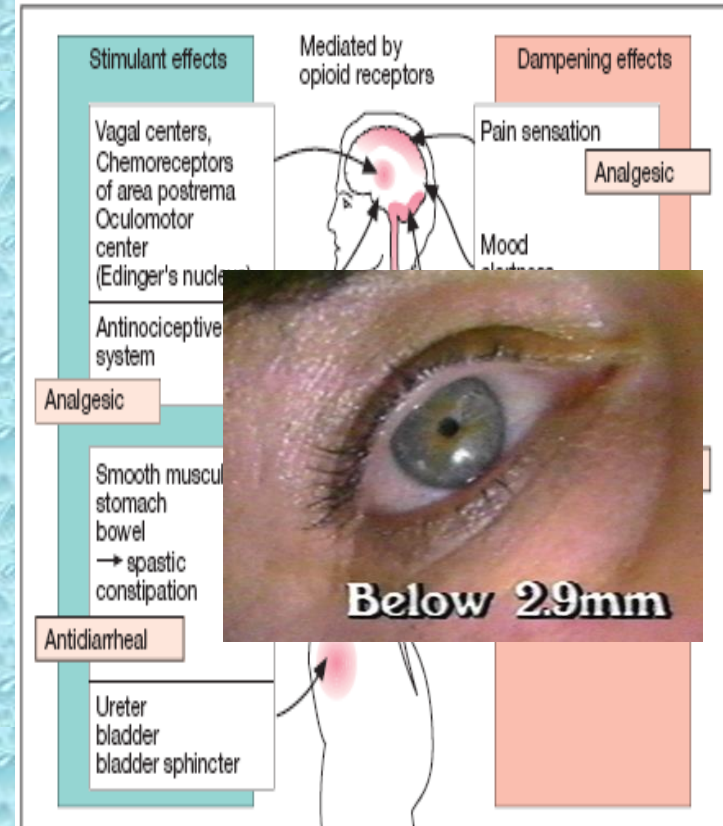 Stimulant effects
Vagal centers,
Chemoreceptors
of area postrema
Oculomotor
center
(Edinger's
Antinociceptive
system
Analgesic
Smooth
stomach
bowel
→ spastic
constipation
Antidiarrheal
Ureter
bladder
bladder sphincter
Mediated by
opioid receptors
Dampening effects
Pain sensation
Analgesic
Mood
Below 2.9mm